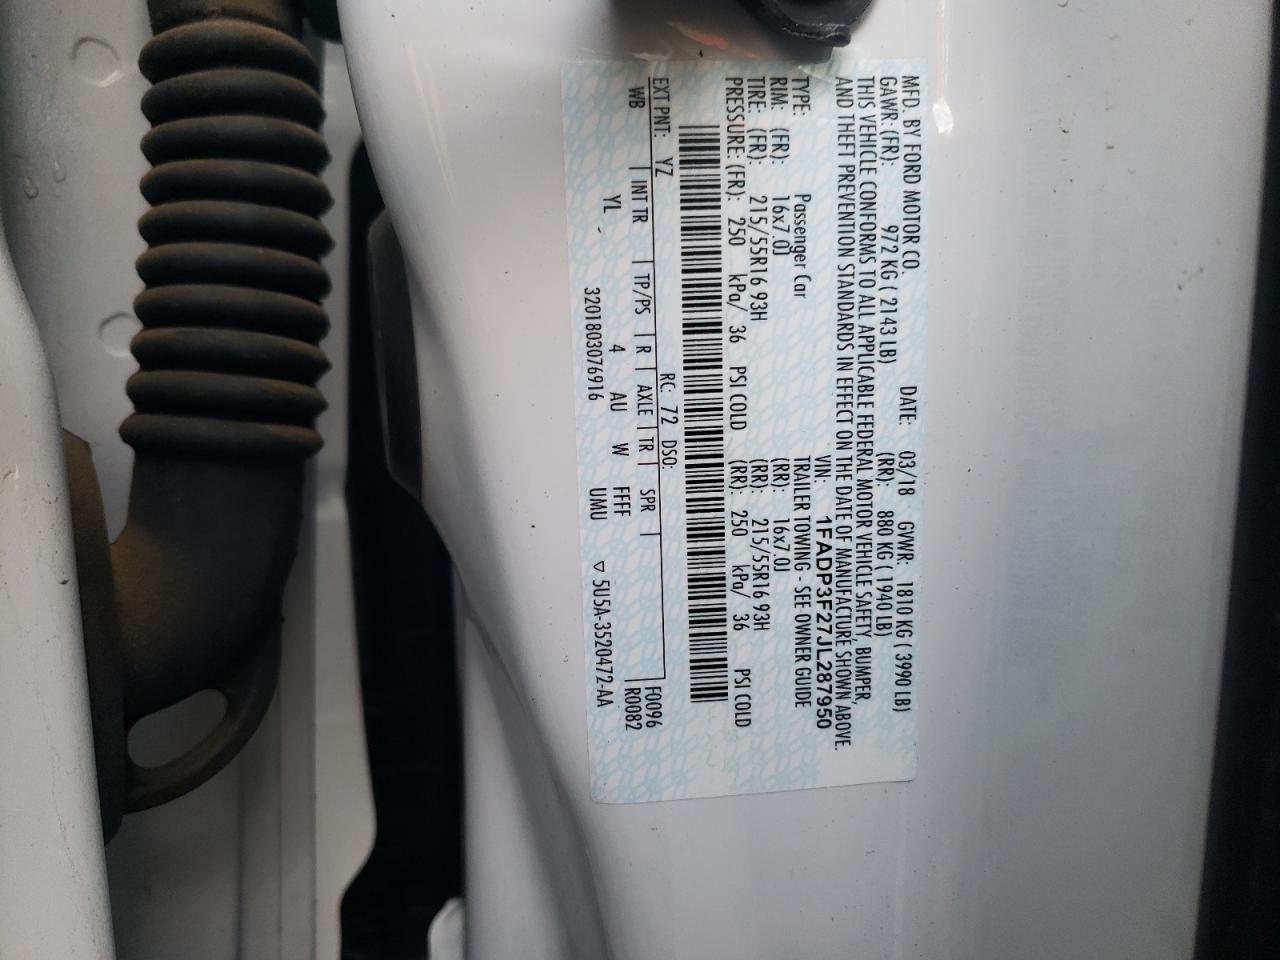 MFD. BY FORD MOTOR CO. DATE: 03/18 GVWR: 1810 KG ( 3990 LB)
GAWR: (FR): 972 KG ( 2143 LB) (RR): 880 KG ( 1940 LB)
THIS VEHICLE CONFORMS TO ALL APPLICABLE FEDERAL MOTOR VEHICLE SAFETY, BUMPER,
AND THEFT PREVENTION STANDARDS IN EFFECT ON THE DATE OF MANUFACTURE SHOWN ABOVE.
VIN: 1FADP3F27JL287950
TYPE: Passenger Car TRAILER TOWING - SEE OWNER GUIDE
RIM: (FR): 16x7.0J (RR): 16x7.0J
TIRE: (FR): 215/55R16 93H (RR): 215/55R16 93H
PRESSURE: (FR): 250 kPa/ 36 PSI COLD (RR): 250 kPa/ 36 PSI COLD
EXT PNT: YZ RC: 72 DSO: F0096
WB INT TR TP/PS R AXLE TR SPR R0082
YL 4 AU W FFFF
3201803076916 UMU ▽ 5U5A-3520472-AA